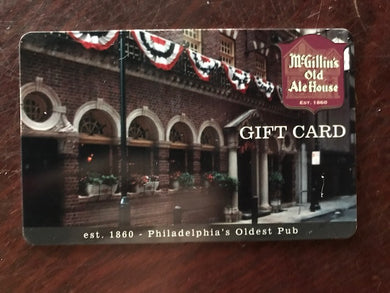 McGillin's
Old
Ale House
EST. 1860
GIFT CARD
est. 1860 - Philadelphia's Oldest Pub